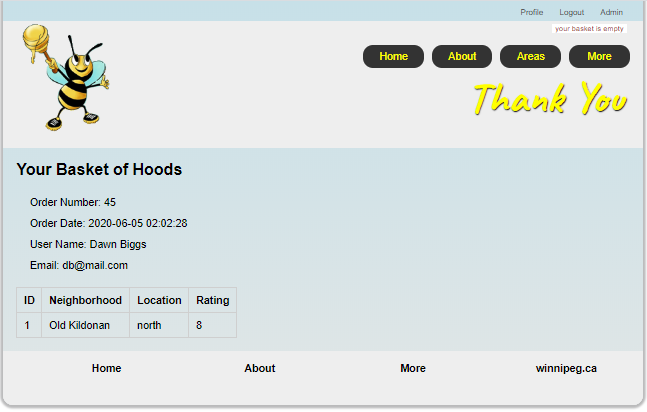 Profile Logout Admin
your basket is empty
Home About Areas More
Thank You
Your Basket of Hoods
Order Number: 45
Order Date: 2020-06-05 02:02:28
User Name: Dawn Biggs
Email: db@mail.com
ID Neighborhood Location Rating
1 Old Kildonan north 8
Home About More winnipeg.ca